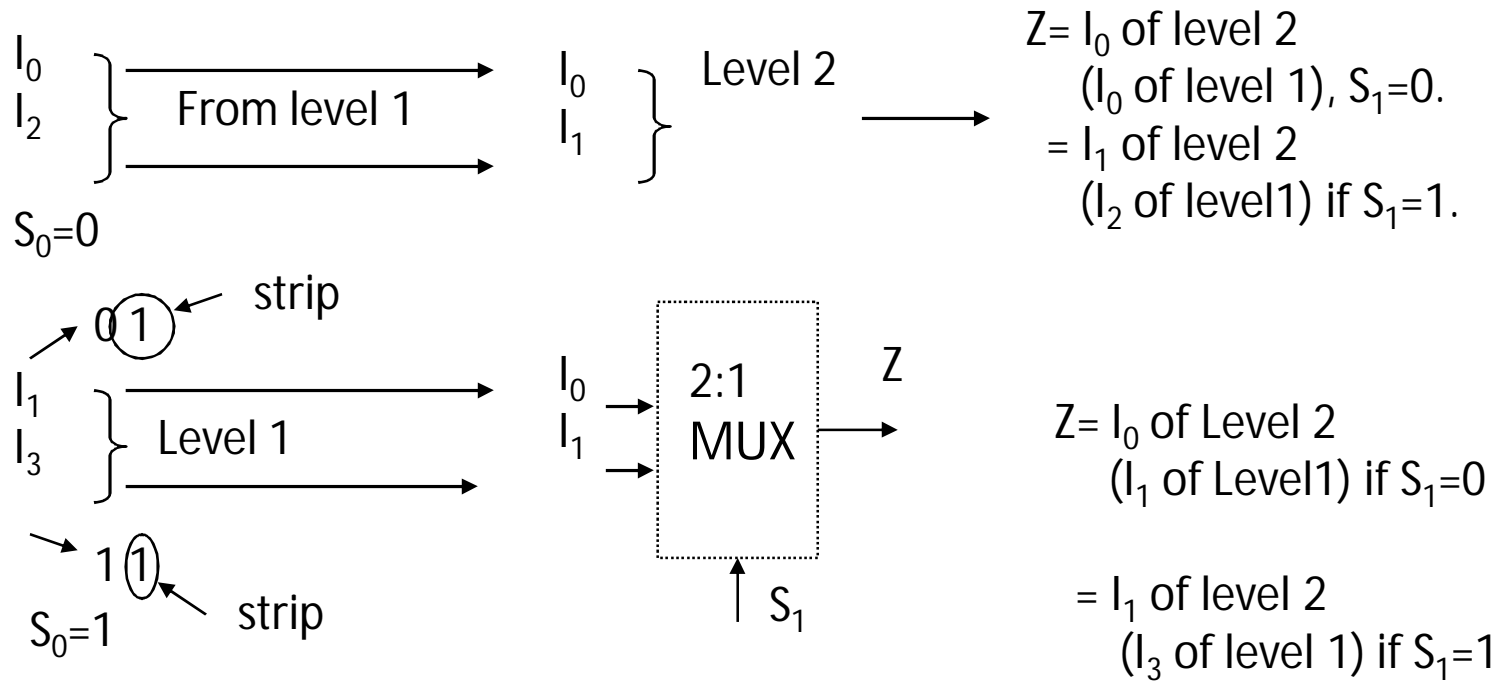 I₀
I₂
From level 1
S₀=0
I₀
I₁
Level 2
Z= I₀ of level 2
(I₀ of level 1), S₁=0.
= I₁ of level 2
(I₂ of level1) if S₁=1.
0 1
strip
I₁
I₃
Level 1
1 1
strip
S₀=1
I₀
I₁
2:1
MUX
Z
S₁
Z= I₀ of Level 2
(I₁ of Level1) if S₁=0
= I₁ of level 2
(I₃ of level 1) if S₁=1